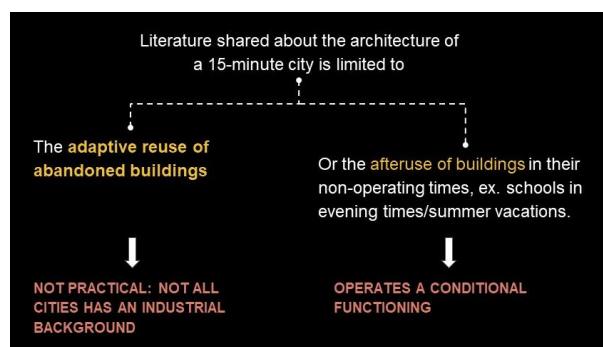 Literature shared about the architecture of
a 15-minute city is limited to
The adaptive reuse of
abandoned buildings
Or the afteruse of buildings in their
non-operating times, ex. schools in
evening times/summer vacations.
NOT PRACTICAL: NOT ALL
CITIES HAS AN INDUSTRIAL
BACKGROUND
OPERATES A CONDITIONAL
FUNCTIONING